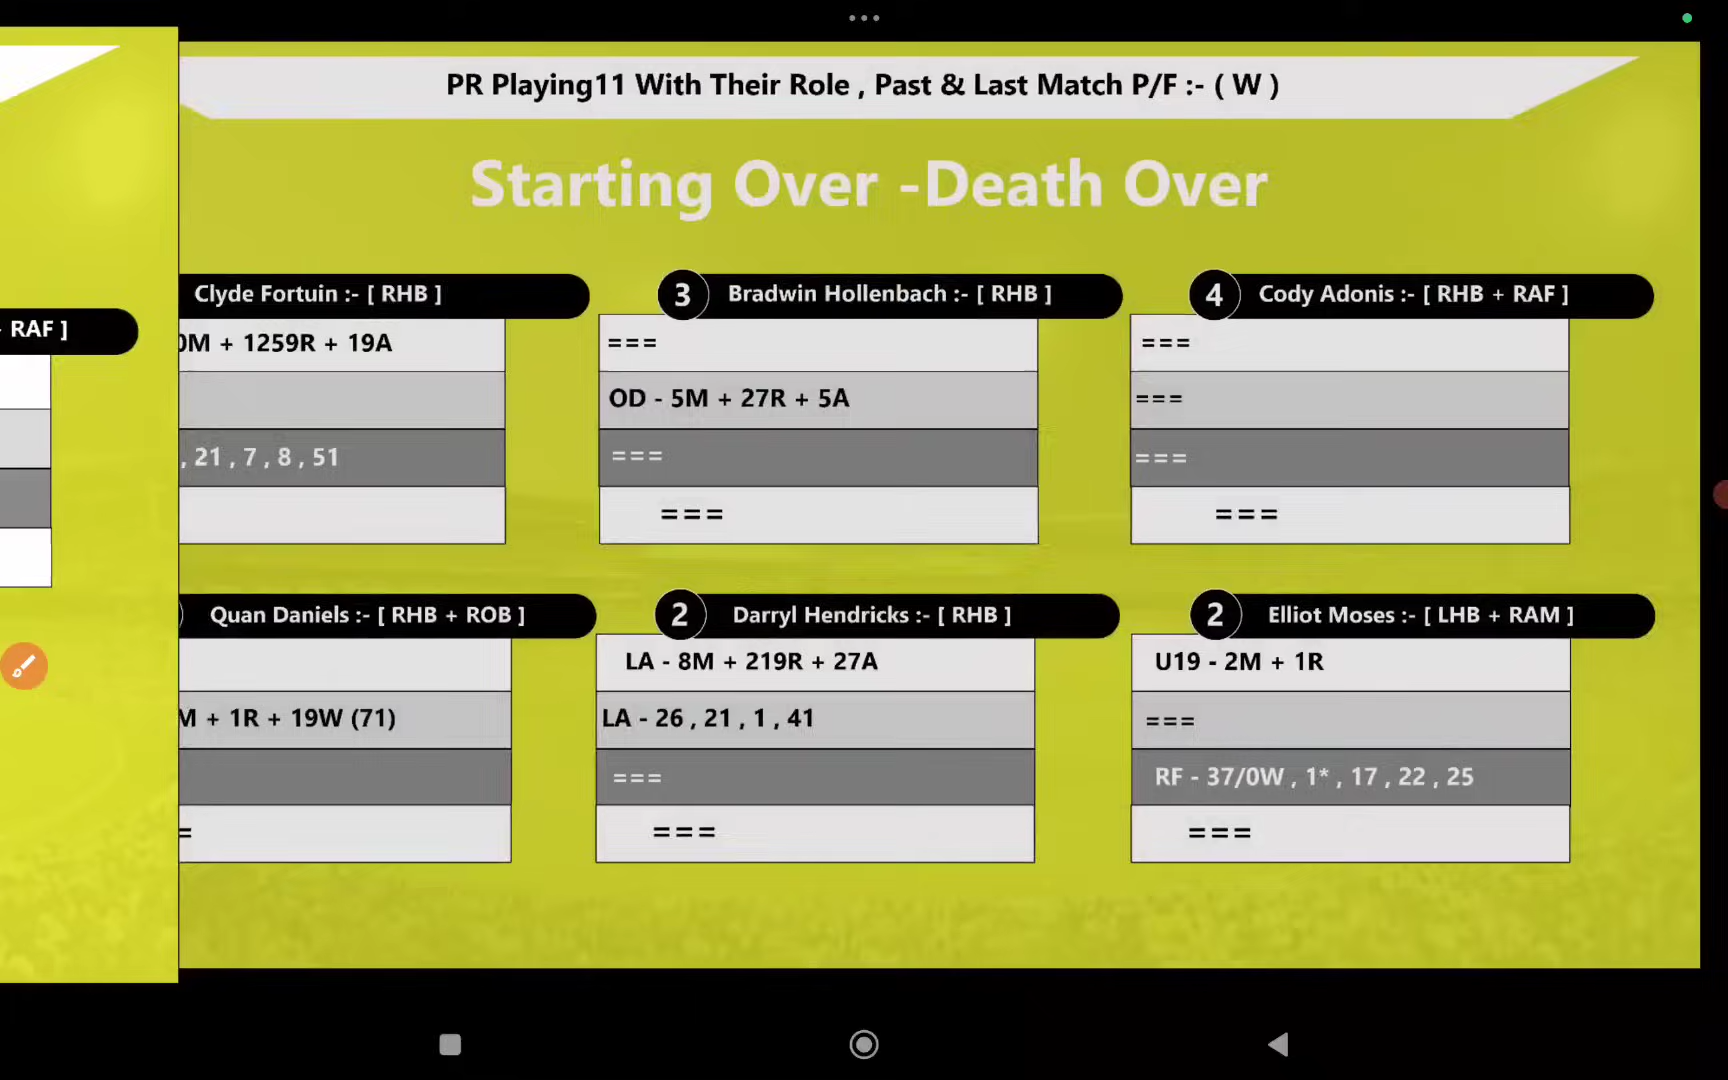 PR Playing11 With Their Role , Past & Last Match P/F :- ( W )
Starting Over -Death Over
RAF ]
Clyde Fortuin :- [ RHB ]
M + 1259R + 19A
, 21 , 7 , 8 , 51
3 Bradwin Hollenbach :- [ RHB ]
===
OD - 5M + 27R + 5A
===
===
4 Cody Adonis :- [ RHB + RAF ]
===
===
===
===
Quan Daniels :- [ RHB + ROB ]
M + 1R + 19W (71)
=
2 Darryl Hendricks :- [ RHB ]
LA - 8M + 219R + 27A
LA - 26 , 21 , 1 , 41
===
===
2 Elliot Moses :- [ LHB + RAM ]
U19 - 2M + 1R
===
RF - 37/0W , 1* , 17 , 22 , 25
===